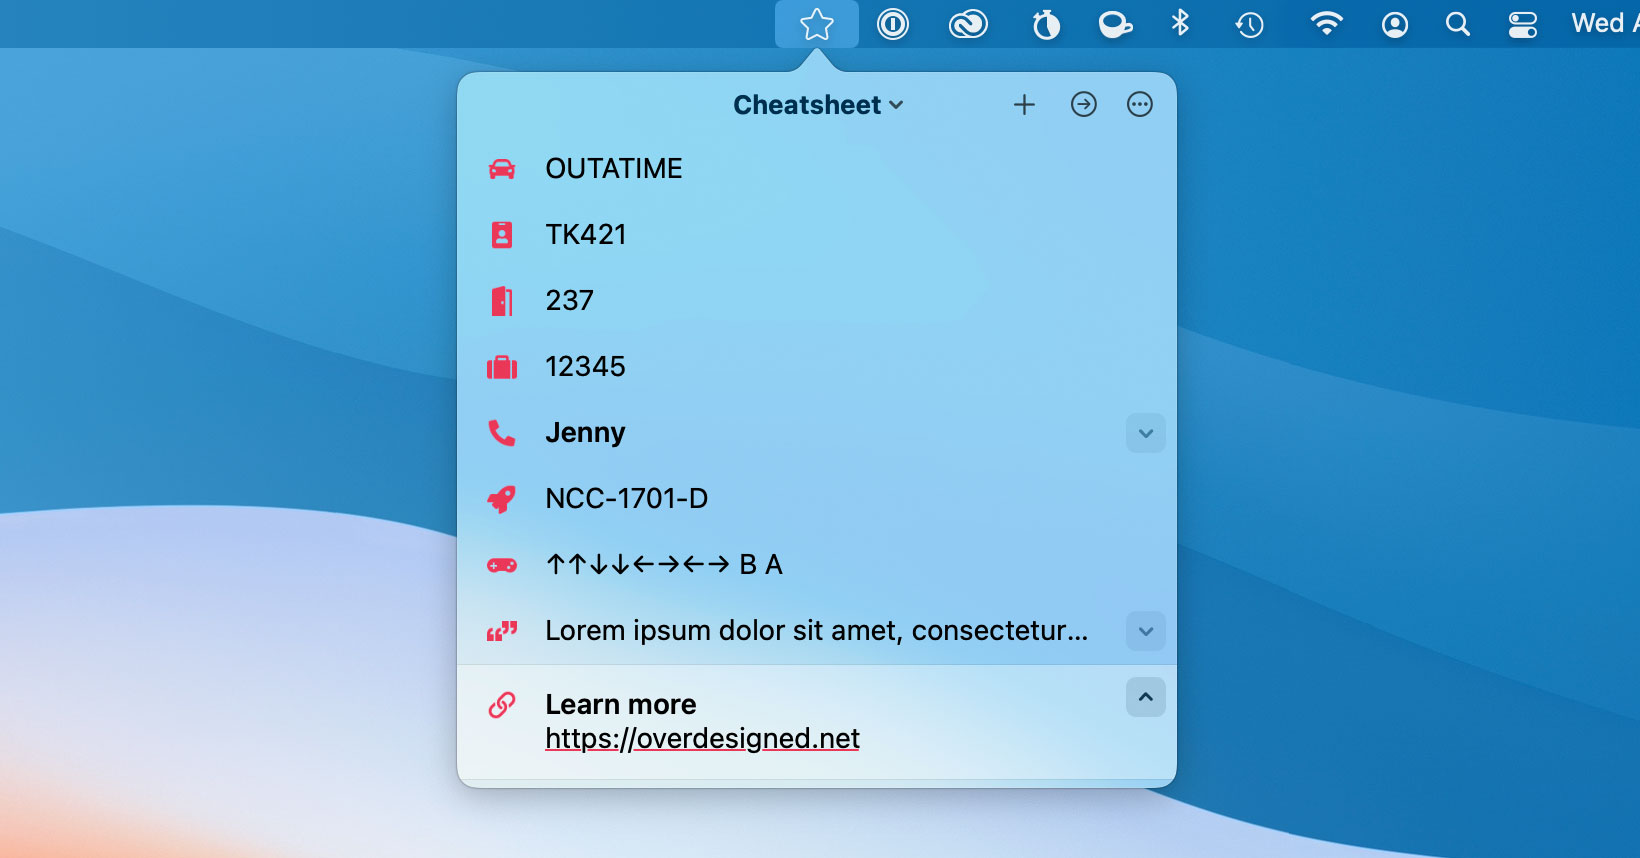 Wed A
Cheatsheet
OUTATIME
TK421
237
12345
Jenny
NCC-1701-D
↑↑↓↓←→←→ B A
Lorem ipsum dolor sit amet, consectetur...
Learn more
https://overdesigned.net